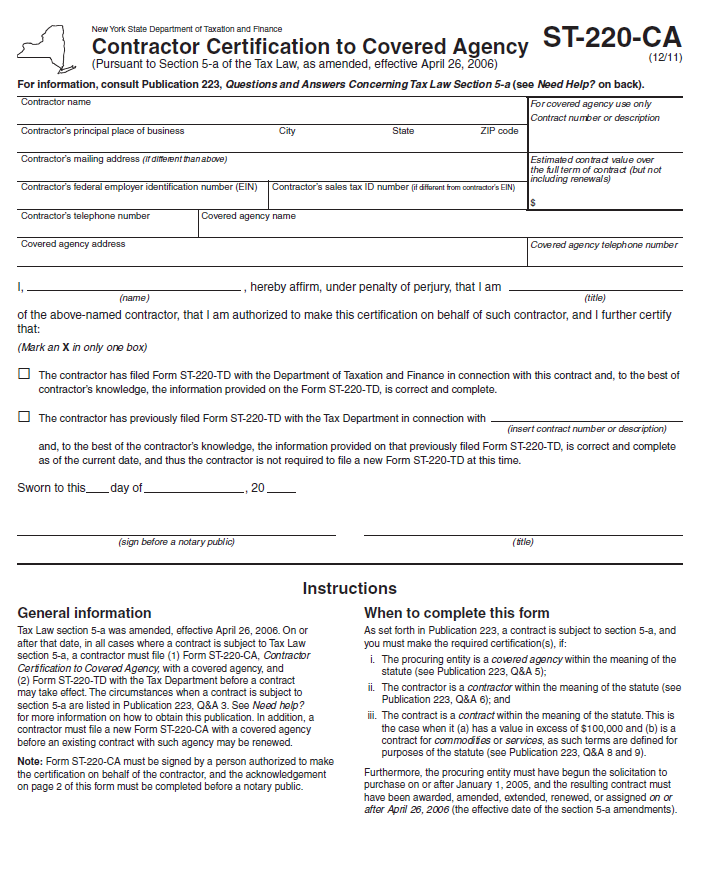 New York State Department of Taxation and Finance
Contractor Certification to Covered Agency
ST-220-CA
(Pursuant to Section 5-a of the Tax Law, as amended, effective April 26, 2006)
(12/11)
For information, consult Publication 223, Questions and Answers Concerning Tax Law Section 5-a (see Need Help? on back).
Contractor name
For covered agency use only
Contract number or description
Contractor's principal place of business City State ZIP code
Contractor's mailing address (if different than above)
Estimated contract value over
the full term of contract (but not
including renewals)
$
Contractor's federal employer identification number (EIN)
Contractor's sales tax ID number (if different from contractor's EIN)
Contractor's telephone number
Covered agency name
Covered agency address
Covered agency telephone number
I, , hereby affirm, under penalty of perjury, that I am
(name) (title)
of the above-named contractor, that I am authorized to make this certification on behalf of such contractor, and I further certify
that:
(Mark an X in only one box)
The contractor has filed Form ST-220-TD with the Department of Taxation and Finance in connection with this contract and, to the best of
contractor's knowledge, the information provided on the Form ST-220-TD, is correct and complete.
The contractor has previously filed Form ST-220-TD with the Tax Department in connection with
(insert contract number or description)
and, to the best of the contractor's knowledge, the information provided on that previously filed Form ST-220-TD, is correct and complete
as of the current date, and thus the contractor is not required to file a new Form ST-220-TD at this time.
Sworn to this day of , 20
(sign before a notary public) (title)
Instructions
General information
Tax Law section 5-a was amended, effective April 26, 2006. On or
after that date, in all cases where a contract is subject to Tax Law
section 5-a, a contractor must file (1) Form ST-220-CA, Contractor
Certification to Covered Agency, with a covered agency, and
(2) Form ST-220-TD with the Tax Department before a contract
may take effect. The circumstances when a contract is subject to
section 5-a are listed in Publication 223, Q&A 3. See Need help?
for more information on how to obtain this publication. In addition, a
contractor must file a new Form ST-220-CA with a covered agency
before an existing contract with such agency may be renewed.
Note: Form ST-220-CA must be signed by a person authorized to make
the certification on behalf of the contractor, and the acknowledgement
on page 2 of this form must be completed before a notary public.
When to complete this form
As set forth in Publication 223, a contract is subject to section 5-a, and
you must make the required certification(s), if:
i. The procuring entity is a covered agency within the meaning of the
statute (see Publication 223, Q&A 5);
ii. The contractor is a contractor within the meaning of the statute (see
Publication 223, Q&A 6); and
iii. The contract is a contract within the meaning of the statute. This is
the case when it (a) has a value in excess of $100,000 and (b) is a
contract for commodities or services, as such terms are defined for
purposes of the statute (see Publication 223, Q&A 8 and 9).
Furthermore, the procuring entity must have begun the solicitation to
purchase on or after January 1, 2005, and the resulting contract must
have been awarded, amended, extended, renewed, or assigned on or
after April 26, 2006 (the effective date of the section 5-a amendments).